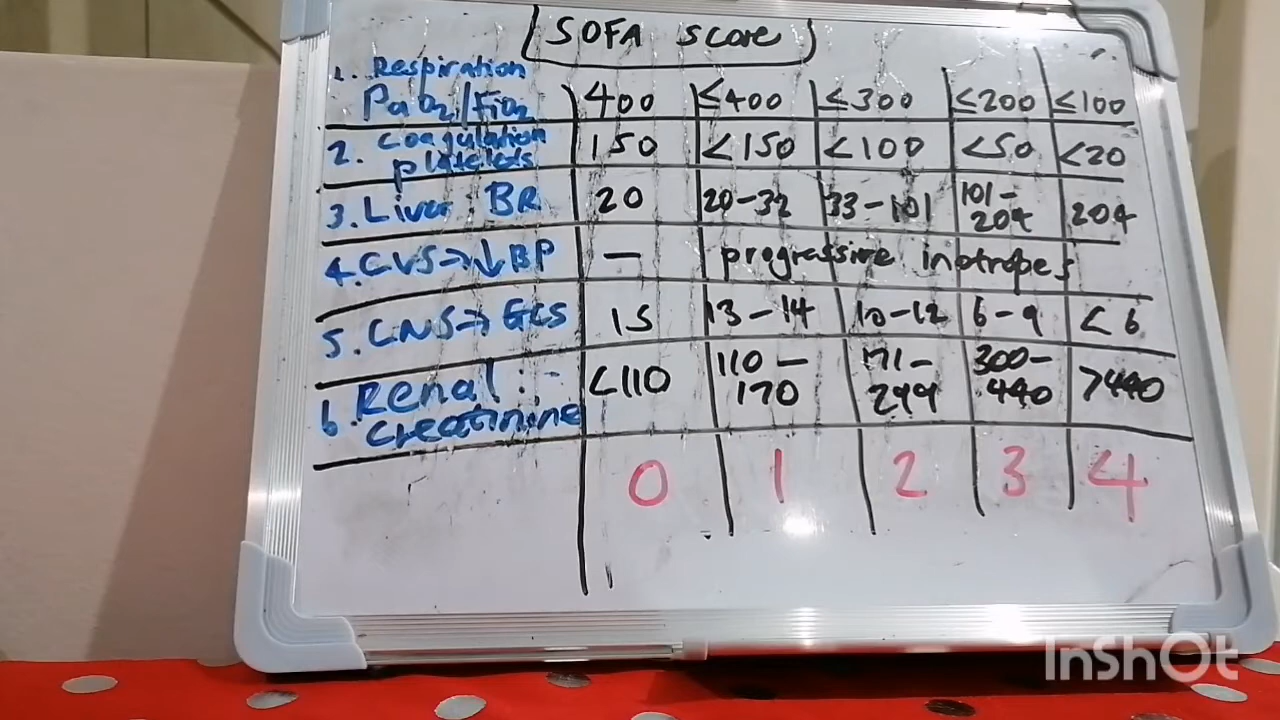 SOFA score
1. Respiration
PaO2/FiO2 400 ≤400 ≤300 ≤200 ≤100
2. Coagulation
platelets 150 <150 <100 <50 <20
3. Liver: BR 20 20-32 33-101 101-204 204
4. CVS⇒↓BP — progressive inotropes
5. CNS⇒GCS 15 13-14 10-12 6-9 <6
6. Renal:-
creatinine <110 110-170 171-299 300-440 >440
0 1 2 3 4
InShOt